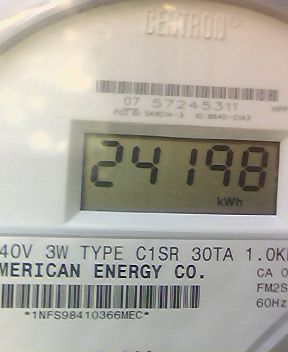 CENTRON®
07 57245311
24198
kWh
40V 3W TYPE C1SR 30TA 1.0K
MERICAN ENERGY CO.
CA 0
FM2S
60Hz
*1NFS98410366MEC*